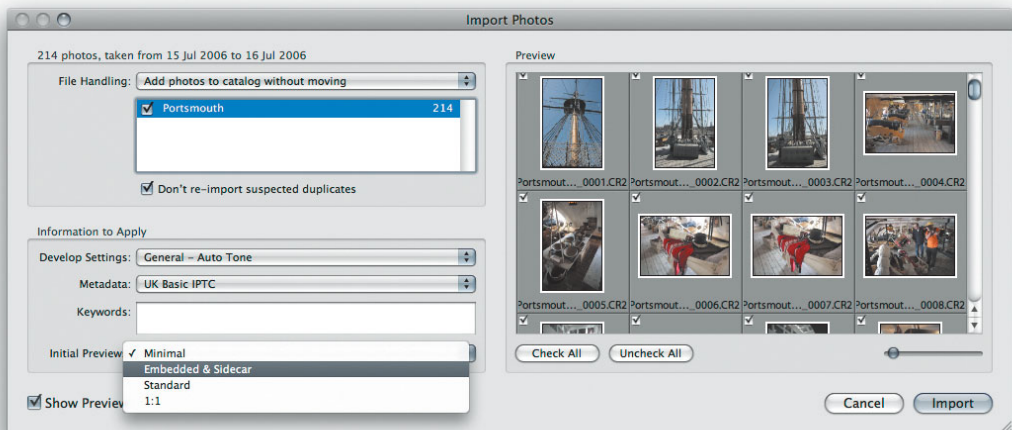 Import Photos
214 photos, taken from 15 Jul 2006 to 16 Jul 2006
File Handling: Add photos to catalog without moving
Portsmouth 214
Don't re-import suspected duplicates
Information to Apply
Develop Settings: General – Auto Tone
Metadata: UK Basic IPTC
Keywords:
Initial Preview
Minimal
Embedded & Sidecar
Standard
1:1
Show Preview
Preview
Portsmout..._0001.CR2 Portsmout..._0002.CR2 Portsmout..._0003.CR2 Portsmout..._0004.CR2
Portsmout..._0005.CR2 Portsmout..._0006.CR2 Portsmout..._0007.CR2 Portsmout..._0008.CR2
Check All Uncheck All
Cancel Import